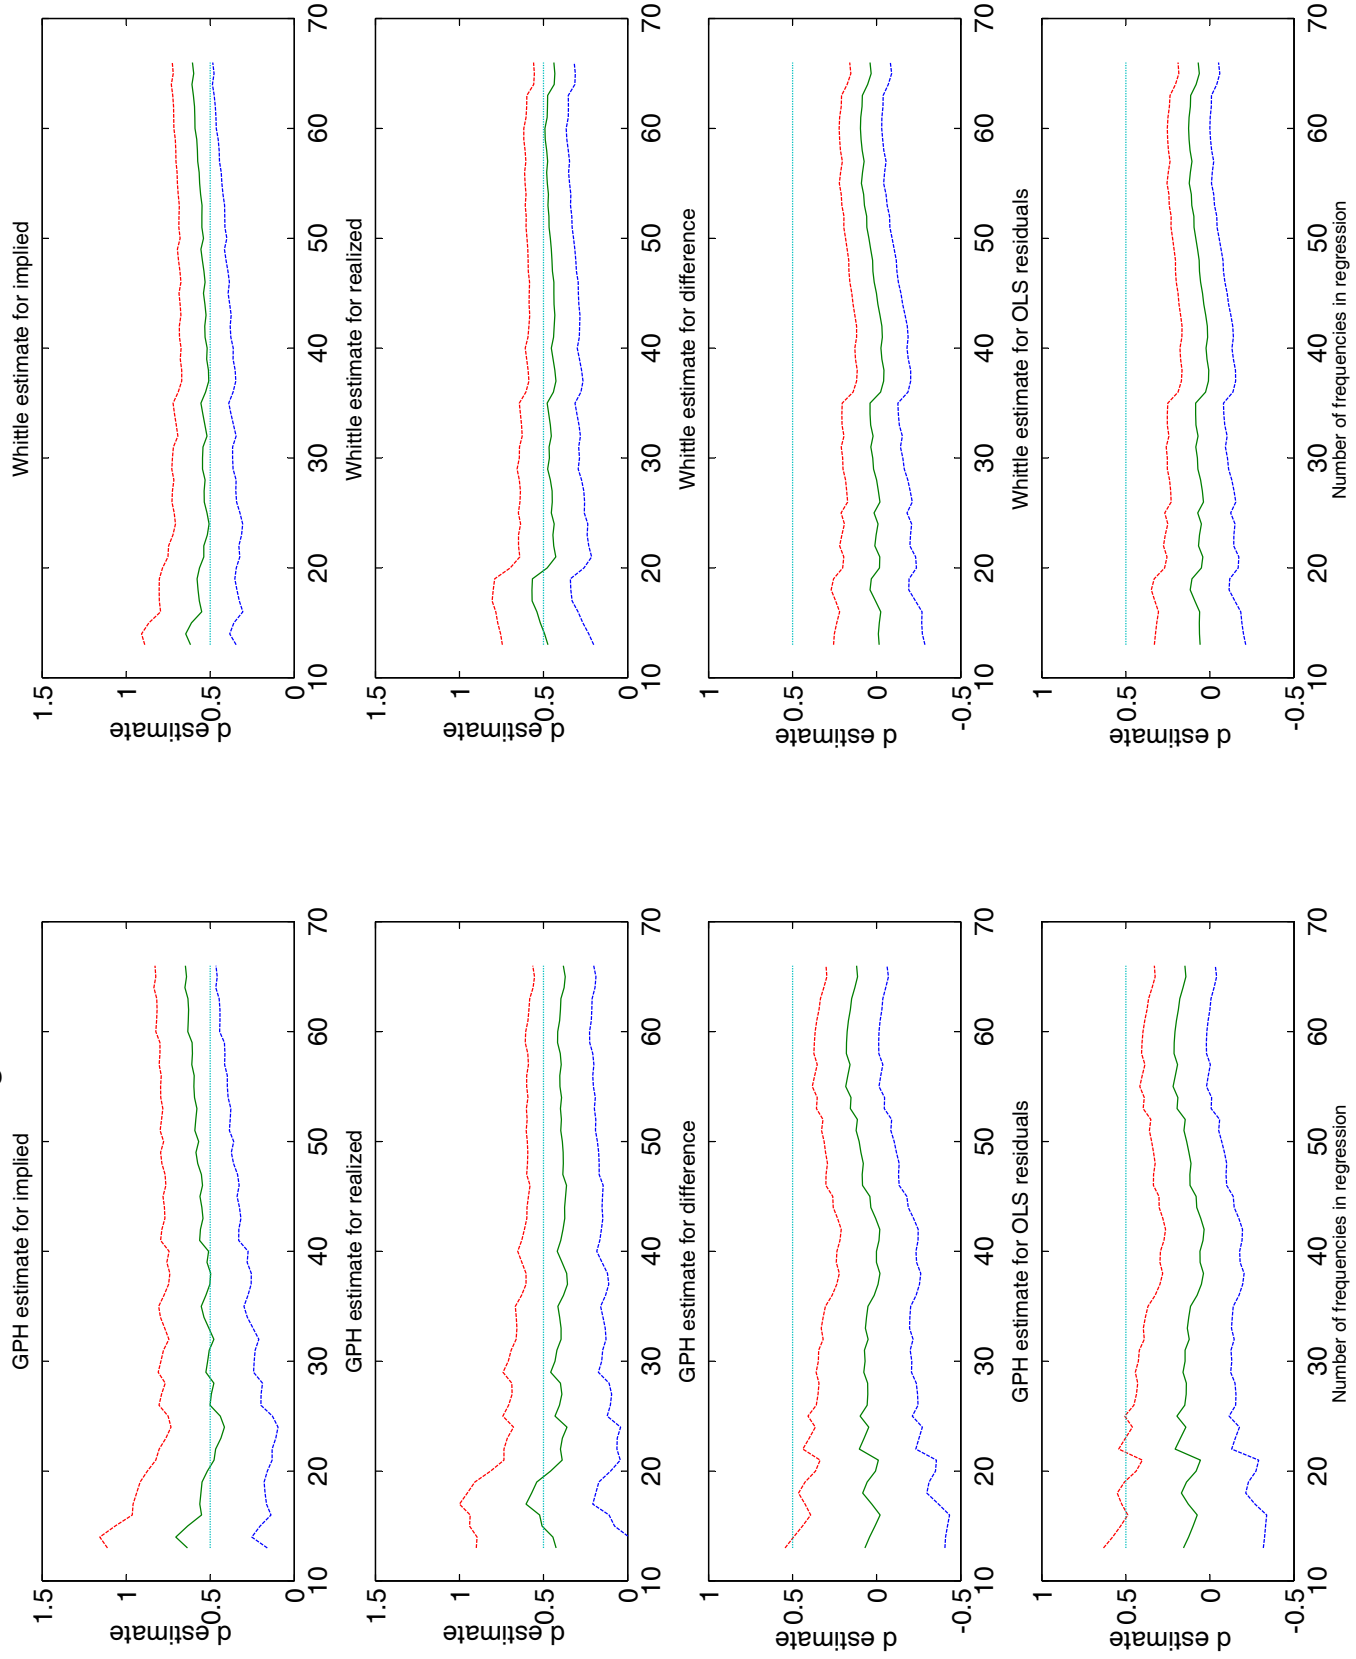 GPH estimate for implied
1.5
1
0.5
0
d estimate
10 20 30 40 50 60 70
Whittle estimate for implied
1.5
1
0.5
0
d estimate
10 20 30 40 50 60 70
GPH estimate for realized
1.5
1
0.5
0
d estimate
10 20 30 40 50 60 70
Whittle estimate for realized
1.5
1
0.5
0
d estimate
10 20 30 40 50 60 70
GPH estimate for difference
1
0.5
0
-0.5
d estimate
10 20 30 40 50 60 70
Whittle estimate for difference
1
0.5
0
-0.5
d estimate
10 20 30 40 50 60 70
GPH estimate for OLS residuals
1
0.5
0
-0.5
d estimate
10 20 30 40 50 60 70
Number of frequencies in regression
Whittle estimate for OLS residuals
1
0.5
0
-0.5
d estimate
10 20 30 40 50 60 70
Number of frequencies in regression